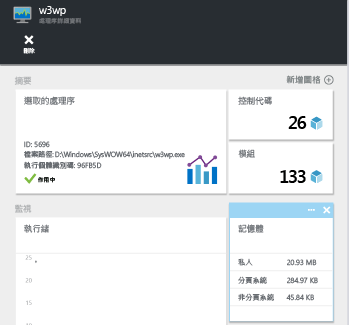 w3wp
處理序詳細資料
刪除
摘要
新增圖格
選取的處理序
ID: 5696
檔案路徑: D:\Windows\SysWOW64\inetsrc\w3wp.exe
執行個體識別碼: 96FB5D
作用中
控制代碼
26
模組
133
監視
執行緒
25
20
15
10
記憶體
私人 20.93 MB
分頁系統 284.97 KB
非分頁系統 45.84 KB